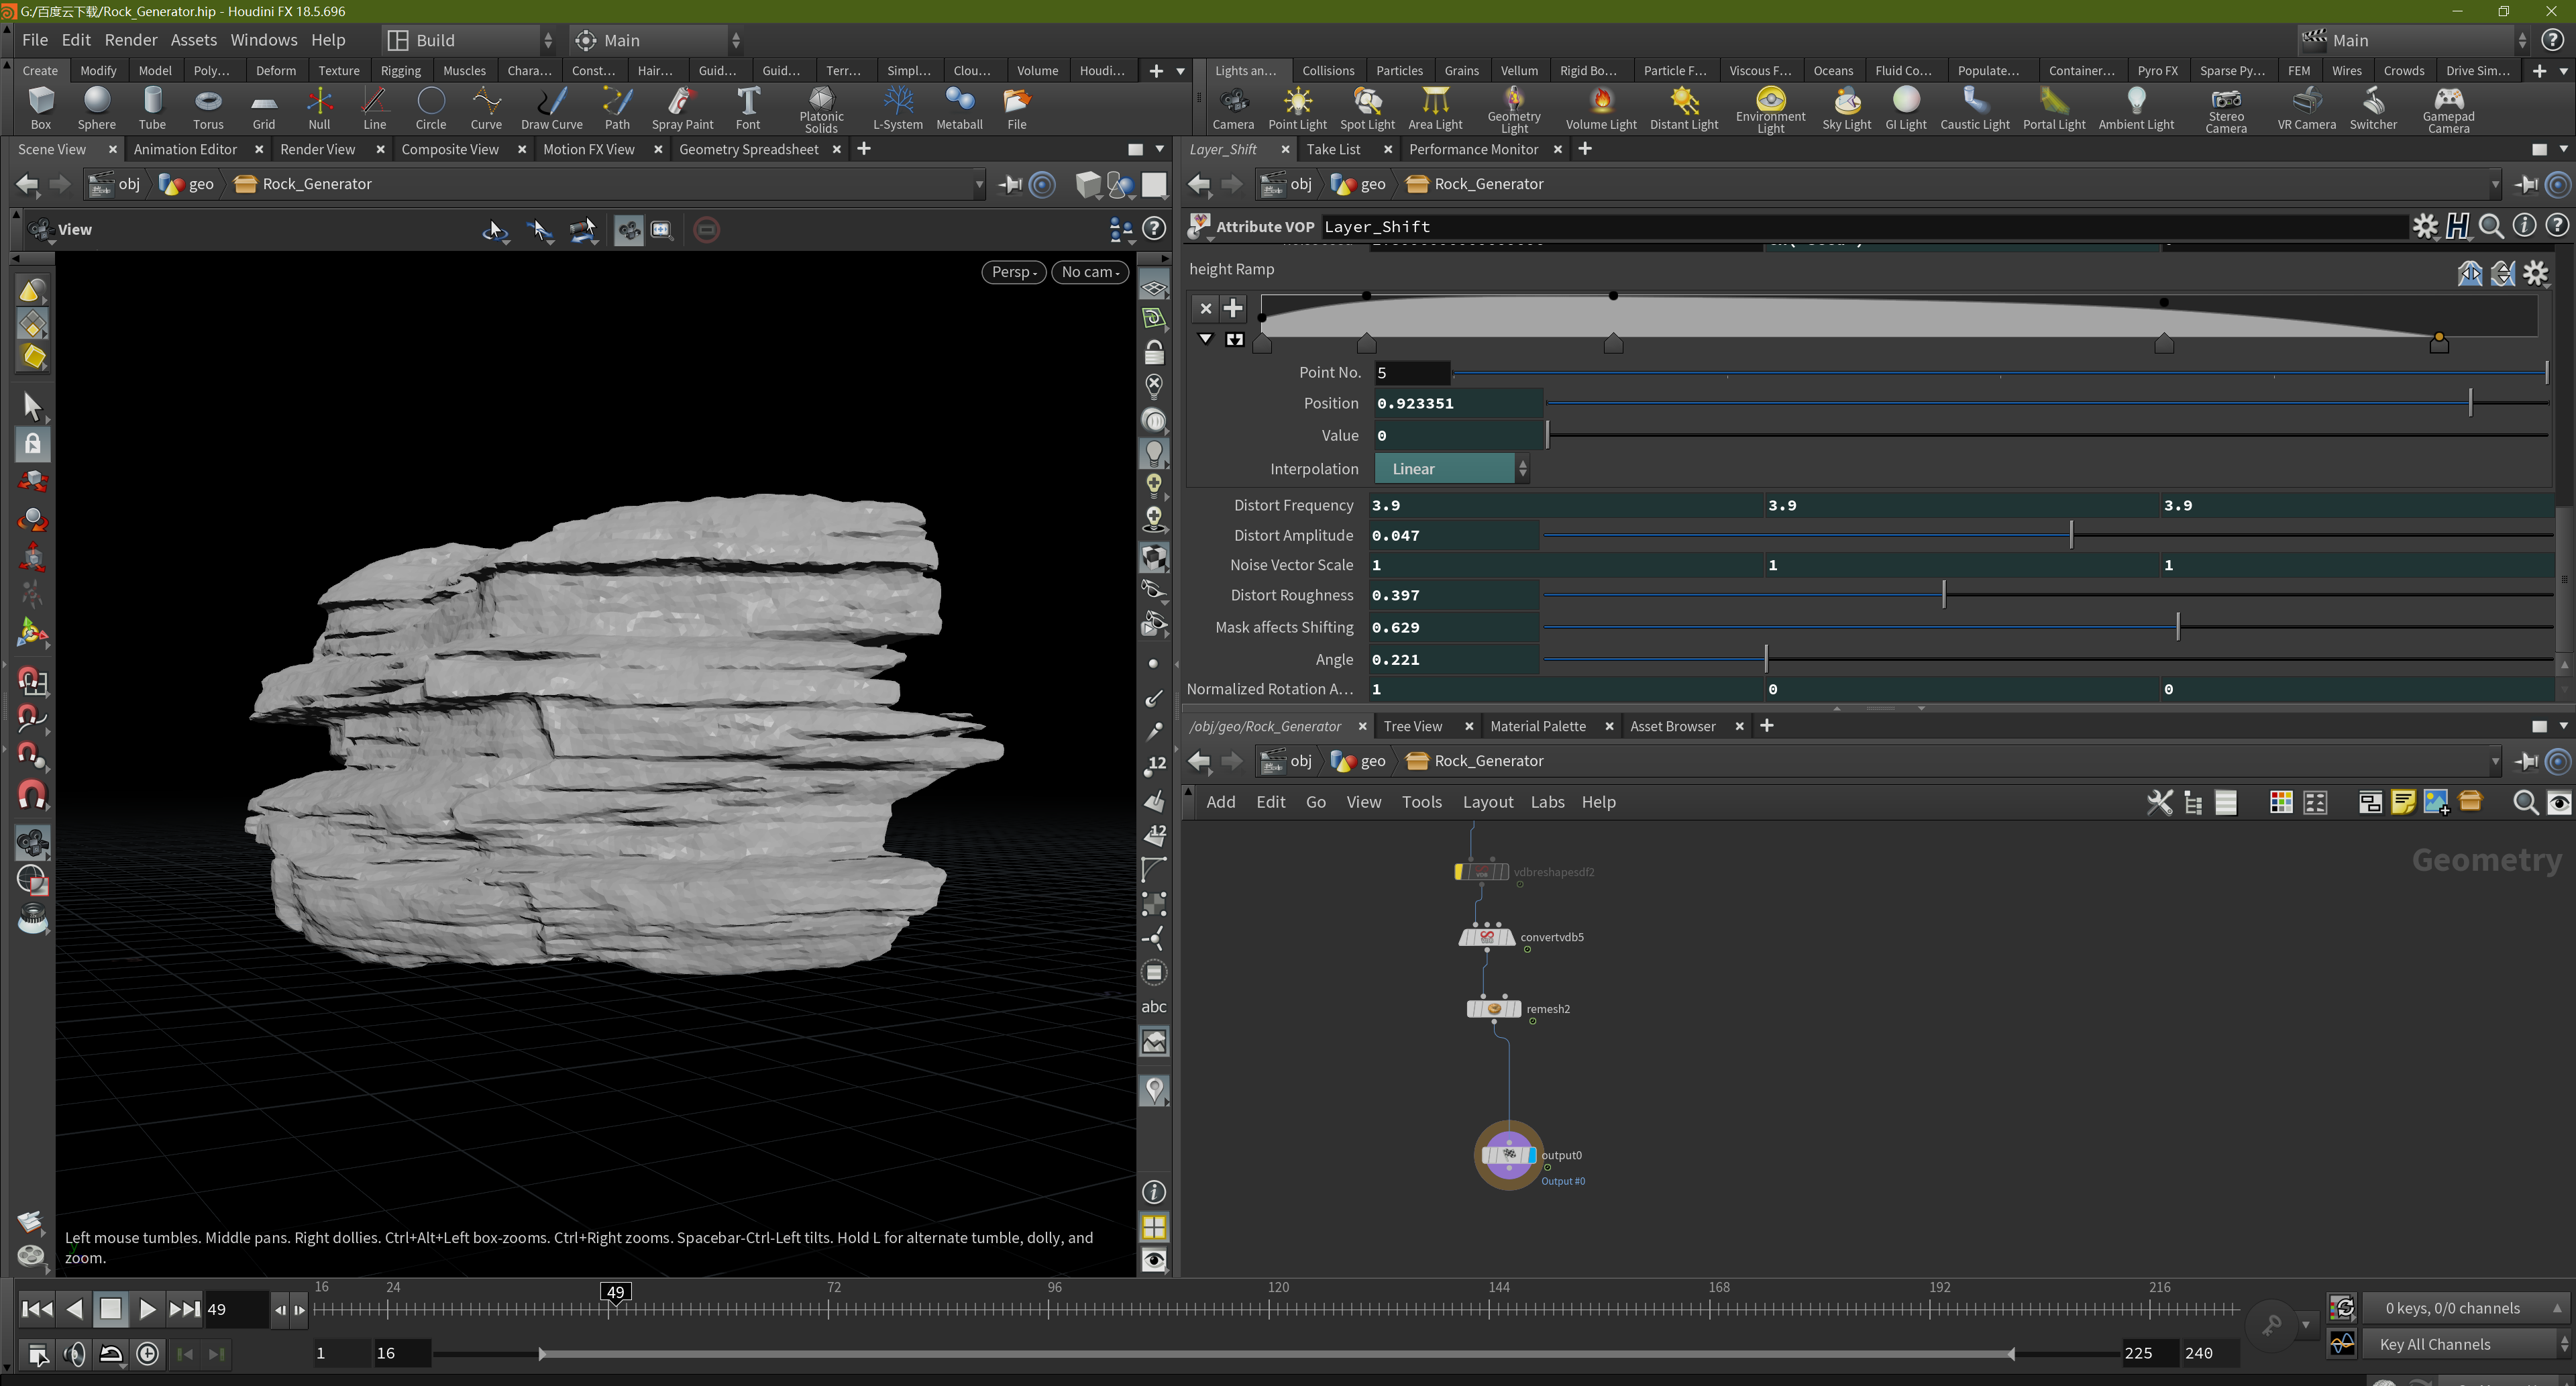 G:/百度云下载/Rock_Generator.hip - Houdini FX 18.5.696
File Edit Render Assets Windows Help Build Main Main
Create Modify Model Poly... Deform Texture Rigging Muscles Chara... Const... Hair... Guid... Guid... Terr... Simpl... Clou... Volume Houdi...
Lights an... Collisions Particles Grains Vellum Rigid Bo... Particle F... Viscous F... Oceans Fluid Co... Populate... Container... Pyro FX Sparse Py... FEM Wires Crowds Drive Sim...
Box Sphere Tube Torus Grid Null Line Circle Curve Draw Curve Path Spray Paint Font Platonic Solids L-System Metaball File
Camera Point Light Spot Light Area Light Geometry Light Volume Light Distant Light Environment Light Sky Light GI Light Caustic Light Portal Light Ambient Light Stereo Camera VR Camera Switcher Gamepad Camera
Scene View Animation Editor Render View Composite View Motion FX View Geometry Spreadsheet
obj geo Rock_Generator
View
Persp No cam
12
12
abc
Left mouse tumbles. Middle pans. Right dollies. Ctrl+Alt+Left box-zooms. Ctrl+Right zooms. Spacebar-Ctrl-Left tilts. Hold L for alternate tumble, dolly, and
zoom.
Layer_Shift Take List Performance Monitor
obj geo Rock_Generator
Attribute VOP Layer_Shift
height Ramp
Point No. 5
Position 0.923351
Value 0
Interpolation Linear
Distort Frequency 3.9 3.9 3.9
Distort Amplitude 0.047
Noise Vector Scale 1 1 1
Distort Roughness 0.397
Mask affects Shifting 0.629
Angle 0.221
Normalized Rotation A... 1 0 0
/obj/geo/Rock_Generator Tree View Material Palette Asset Browser
obj geo Rock_Generator
Add Edit Go View Tools Layout Labs Help
Geometry
vdbreshapesdf2
convertvdb5
remesh2
output0
Output #0
16 24 49 72 96 120 144 168 192 216
49
0 keys, 0/0 channels
1 16 225 240
Key All Channels